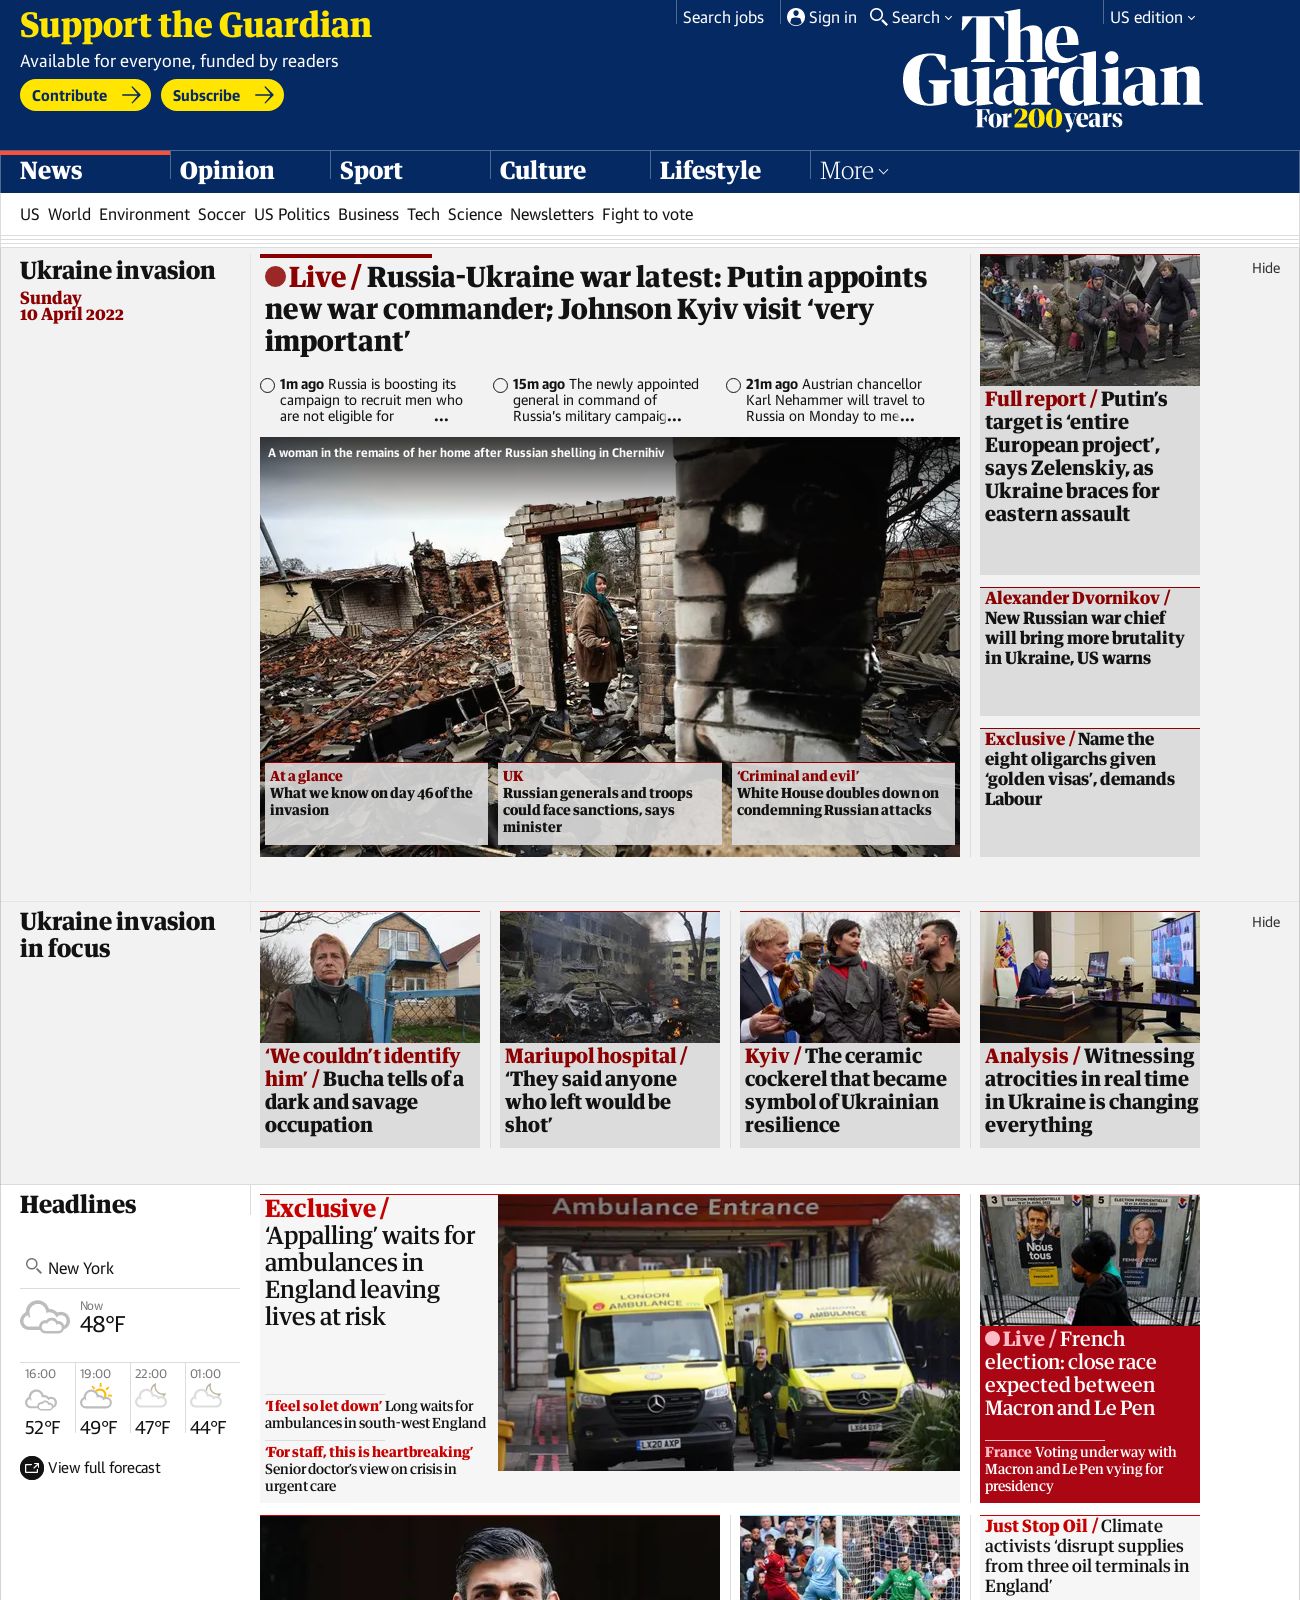 Support the Guardian
Available for everyone, funded by readers
Contribute
Subscribe
Search jobs
Sign in
Search
US edition
The
Guardian
For 200 years
News
Opinion
Sport
Culture
Lifestyle
More
US World Environment Soccer US Politics Business Tech Science Newsletters Fight to vote
Ukraine invasion
Sunday
10 April 2022
Live / Russia-Ukraine war latest: Putin appoints
new war commander; Johnson Kyiv visit ‘very
important’
1m ago Russia is boosting its
campaign to recruit men who
are not eligible for ...
15m ago The newly appointed
general in command of
Russia’s military campaig...
21m ago Austrian chancellor
Karl Nehammer will travel to
Russia on Monday to me...
A woman in the remains of her home after Russian shelling in Chernihiv
At a glance
What we know on day 46 of the
invasion
UK
Russian generals and troops
could face sanctions, says
minister
‘Criminal and evil’
White House doubles down on
condemning Russian attacks
Hide
Full report / Putin’s
target is ‘entire
European project’,
says Zelenskiy, as
Ukraine braces for
eastern assault
Alexander Dvornikov /
New Russian war chief
will bring more brutality
in Ukraine, US warns
Exclusive / Name the
eight oligarchs given
‘golden visas’, demands
Labour
Ukraine invasion
in focus
Hide
‘We couldn’t identify
him’ / Bucha tells of a
dark and savage
occupation
Mariupol hospital /
‘They said anyone
who left would be
shot’
Kyiv / The ceramic
cockerel that became
symbol of Ukrainian
resilience
Analysis / Witnessing
atrocities in real time
in Ukraine is changing
everything
Headlines
New York
Now
48°F
16:00 19:00 22:00 01:00
52°F 49°F 47°F 44°F
View full forecast
Exclusive /
‘Appalling’ waits for
ambulances in
England leaving
lives at risk
‘I feel so let down’ Long waits for
ambulances in south-west England
‘For staff, this is heartbreaking’
Senior doctor’s view on crisis in
urgent care
Ambulance Entrance
LONDON
AMBULANCE
LONDON
AMBULANCE
LX20 AXP
LX64 DTP
3 ÉLECTION PRÉSIDENTIELLE
5 ÉLECTION PRÉSIDENTIELLE
Nous
tous
Live / French
election: close race
expected between
Macron and Le Pen
France Voting under way with
Macron and Le Pen vying for
presidency
Just Stop Oil / Climate
activists ‘disrupt supplies
from three oil terminals in
England’